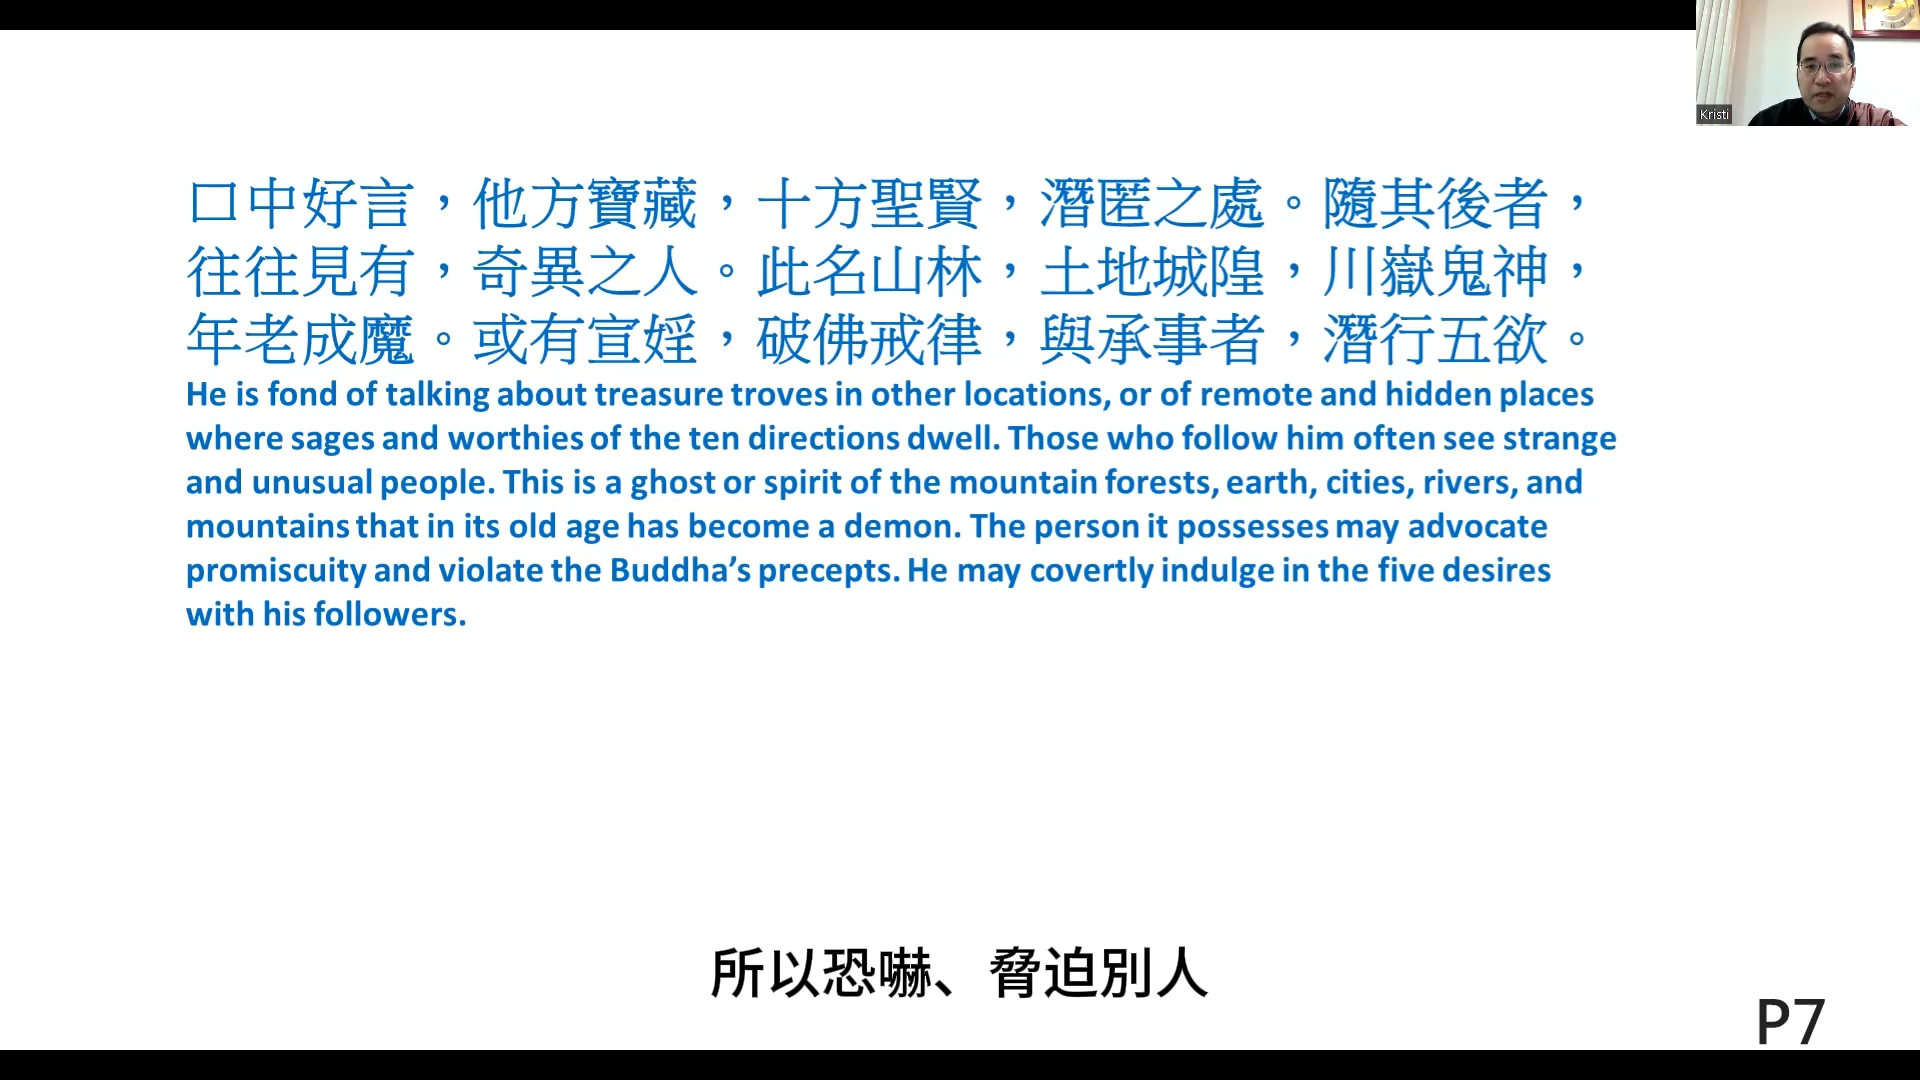 Kristi
口中好言，他方寶藏，十方聖賢，潛匿之處。隨其後者，
往往見有，奇異之人。此名山林，土地城隍，川嶽鬼神，
年老成魔。或有宣婬，破佛戒律，與承事者，潛行五欲。
He is fond of talking about treasure troves in other locations, or of remote and hidden places
where sages and worthies of the ten directions dwell. Those who follow him often see strange
and unusual people. This is a ghost or spirit of the mountain forests, earth, cities, rivers, and
mountains that in its old age has become a demon. The person it possesses may advocate
promiscuity and violate the Buddha’s precepts. He may covertly indulge in the five desires
with his followers.
所以恐嚇、脅迫別人
P7